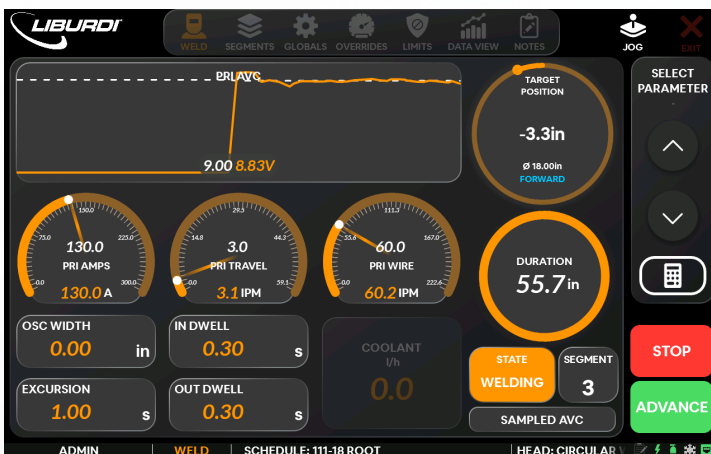 LIBURDI
WELD SEGMENTS GLOBALS OVERRIDES LIMITS DATA VIEW NOTES
JOG EXIT
PRI AVC
9.00 8.83V
TARGET
POSITION
-3.3in
Ø 18.00in
FORWARD
SELECT
PARAMETER
-
0.0 75.0 150.0 225.0 300.0
130.0
PRI AMPS
130.0 A
0.0 14.8 29.5 44.3 59.1
3.0
PRI TRAVEL
3.1 IPM
0.0 55.6 111.3 167.0 222.6
60.0
PRI WIRE
60.2 IPM
DURATION
55.7 in
OSC WIDTH
0.00 in
IN DWELL
0.30 s
COOLANT
l/h
0.0
EXCURSION
1.00 s
OUT DWELL
0.30 s
STATE
WELDING
SEGMENT
3
SAMPLED AVC
STOP
ADVANCE
ADMIN WELD SCHEDULE: 111-18 ROOT HEAD: CIRCULAR